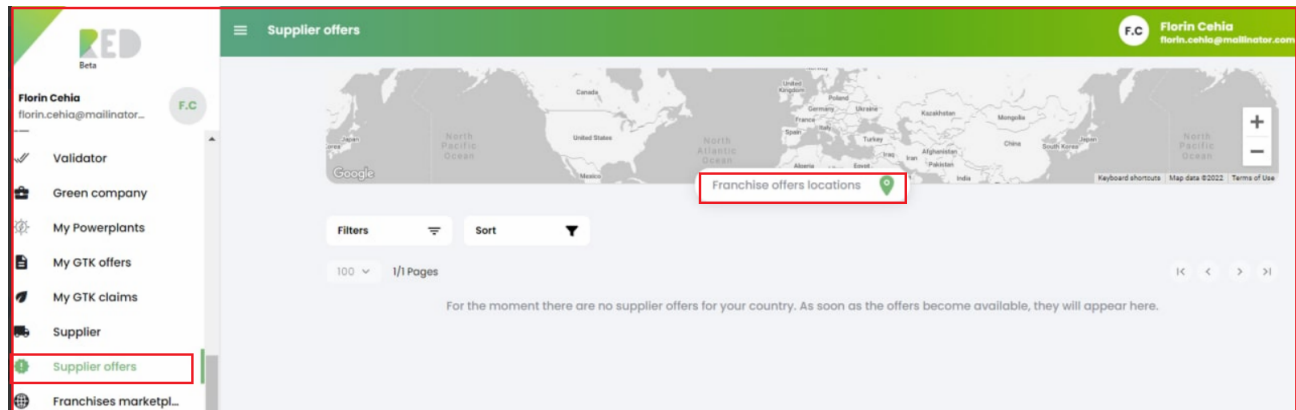 RED
Beta
Florin Cehia
florin.cehia@mailinator...
F.C
Validator
Green company
My Powerplants
My GTK offers
My GTK claims
Supplier
Supplier offers
Franchises marketpl...
Supplier offers
F.C
Florin Cehia
florin.cehia@mailinator.com
Canada
United Kingdom
Poland
Germany
Ukraine
France
Kazakhstan
Mongolia
Italy
Spain
Japan
North Pacific Ocean
United States
North Atlantic Ocean
Turkey
China
South Korea
Japan
North Pacific Ocean
Iraq
Iran
Afghanistan
Pakistan
Algeria
Egypt
Mexico
India
Google
+
−
Keyboard shortcuts
Map data ©2022
Terms of Use
Franchise offers locations
Filters
Sort
100
1/1 Pages
For the moment there are no supplier offers for your country. As soon as the offers become available, they will appear here.